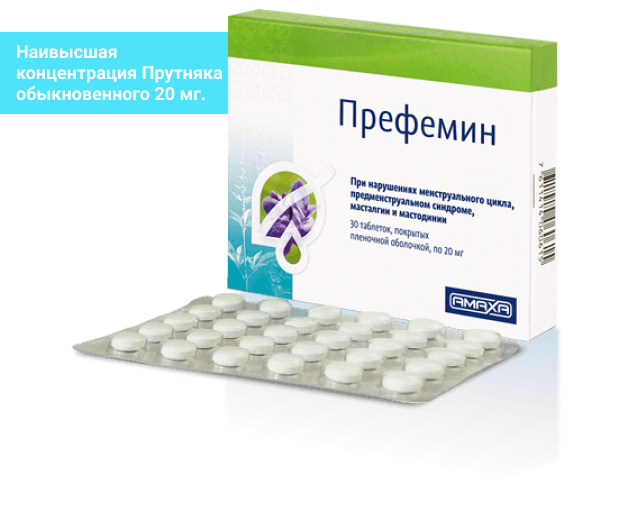 Наивысшая
концентрация Прутняка
обыкновенного 20 мг.
Префемин
При нарушениях менструального цикла,
предменструальном синдроме,
масталгии и мастодинии
30 таблеток, покрытых
пленочной оболочкой, по 20 мг
AMAXA